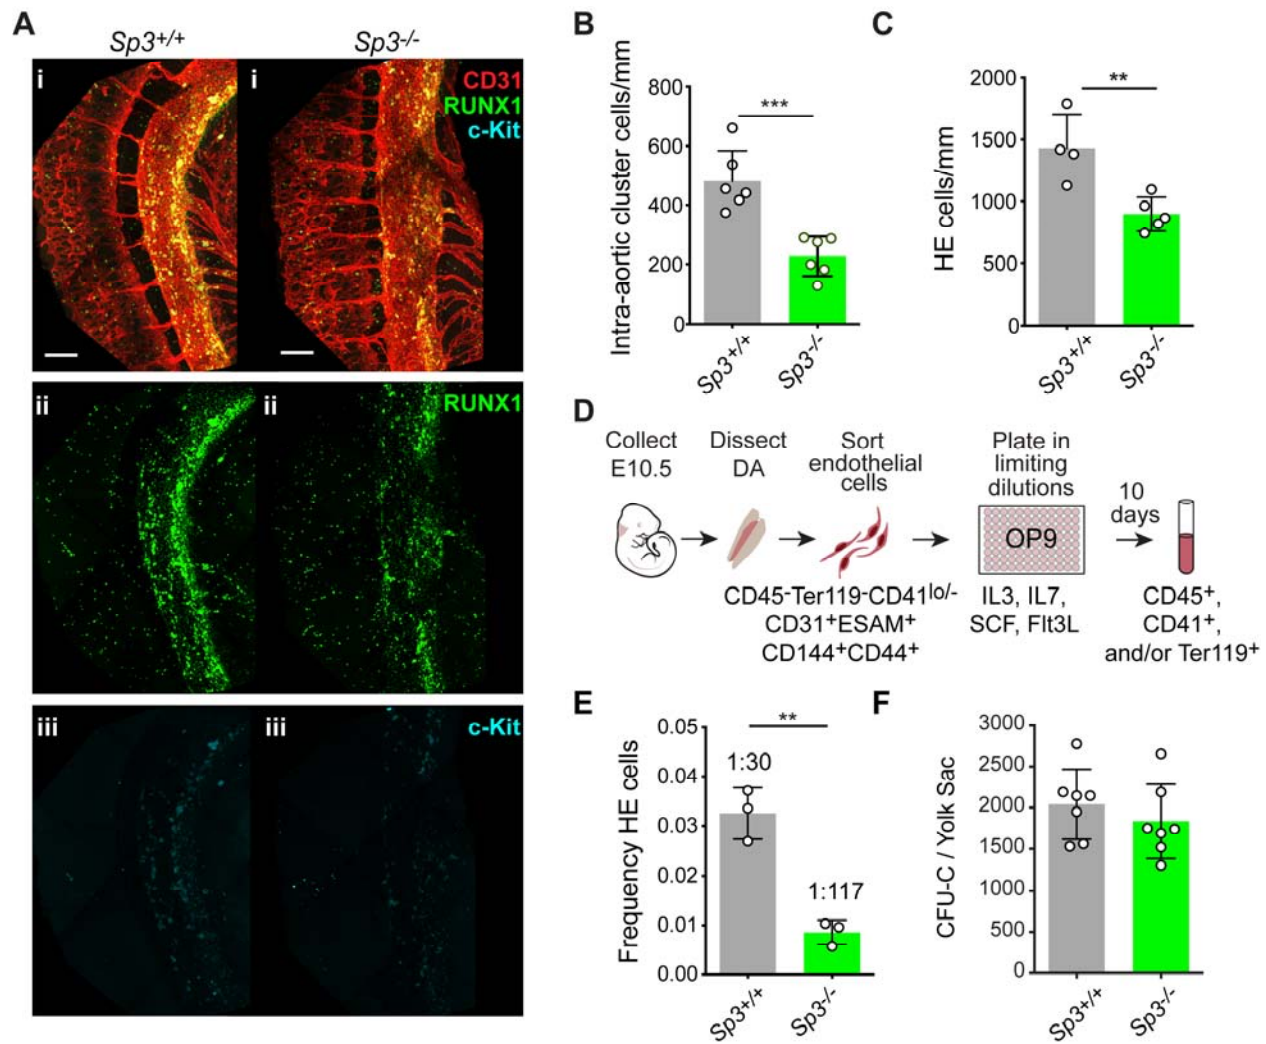 A
Sp3+/+
Sp3-/-
i
i
CD31
RUNX1
c-Kit
ii
ii
RUNX1
iii
iii
c-Kit
B
Intra-aortic cluster cells/mm
800
600
400
200
0
***
Sp3+/+
Sp3-/-
C
HE cells/mm
2000
1500
1000
500
0
**
Sp3+/+
Sp3-/-
D
Collect
E10.5
Dissect
DA
Sort
endothelial
cells
Plate in
limiting
dilutions
10
days
OP9
CD45-Ter119-CD41lo/-
CD31+ESAM+
CD144+CD44+
IL3, IL7,
SCF, Flt3L
CD45+,
CD41+,
and/or Ter119+
E
Frequency HE cells
0.05
0.04
0.03
0.02
0.01
0.00
**
1:30
1:117
Sp3+/+
Sp3-/-
F
CFU-C / Yolk Sac
3000
2500
2000
1500
1000
500
0
Sp3+/+
Sp3-/-